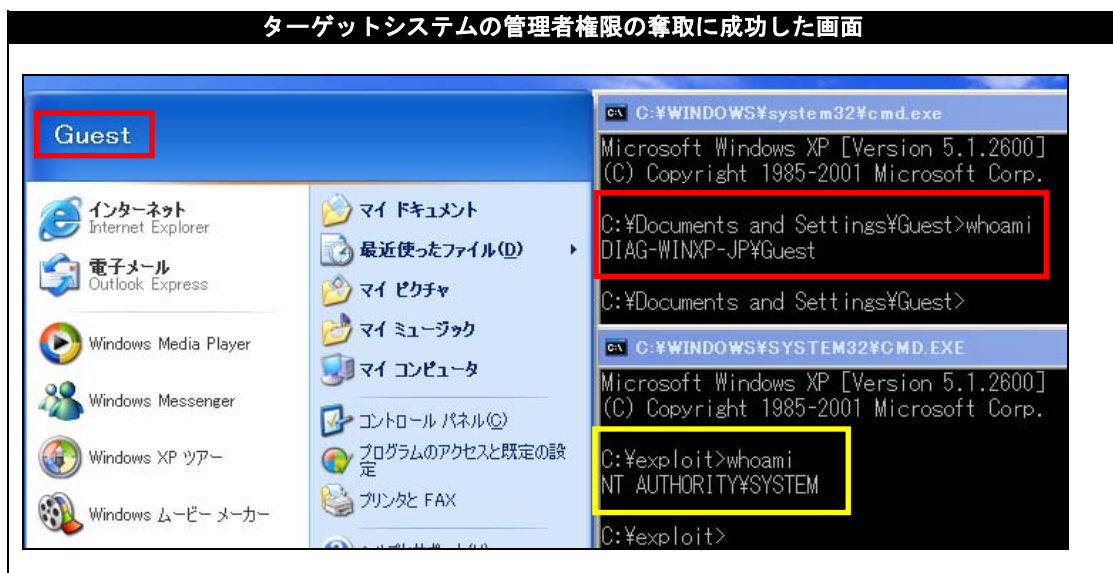 ターゲットシステムの管理者権限の奪取に成功した画面
Guest
インターネット
Internet Explorer
電子メール
Outlook Express
Windows Media Player
Windows Messenger
Windows XP ツアー
Windows ムービー メーカー
マイ ドキュメント
最近使ったファイル(D)
マイ ピクチャ
マイ ミュージック
マイ コンピュータ
コントロール パネル(C)
プログラムのアクセスと既定の設
定
プリンタと FAX
C:¥WINDOWS¥system32¥cmd.exe
Microsoft Windows XP [Version 5.1.2600]
(C) Copyright 1985-2001 Microsoft Corp.
C:¥Documents and Settings¥Guest>whoami
DIAG-WINXP-JP¥Guest
C:¥Documents and Settings¥Guest>
C:¥WINDOWS¥SYSTEM32¥CMD.EXE
Microsoft Windows XP [Version 5.1.2600]
(C) Copyright 1985-2001 Microsoft Corp.
C:¥exploit>whoami
NT AUTHORITY¥SYSTEM
C:¥exploit>